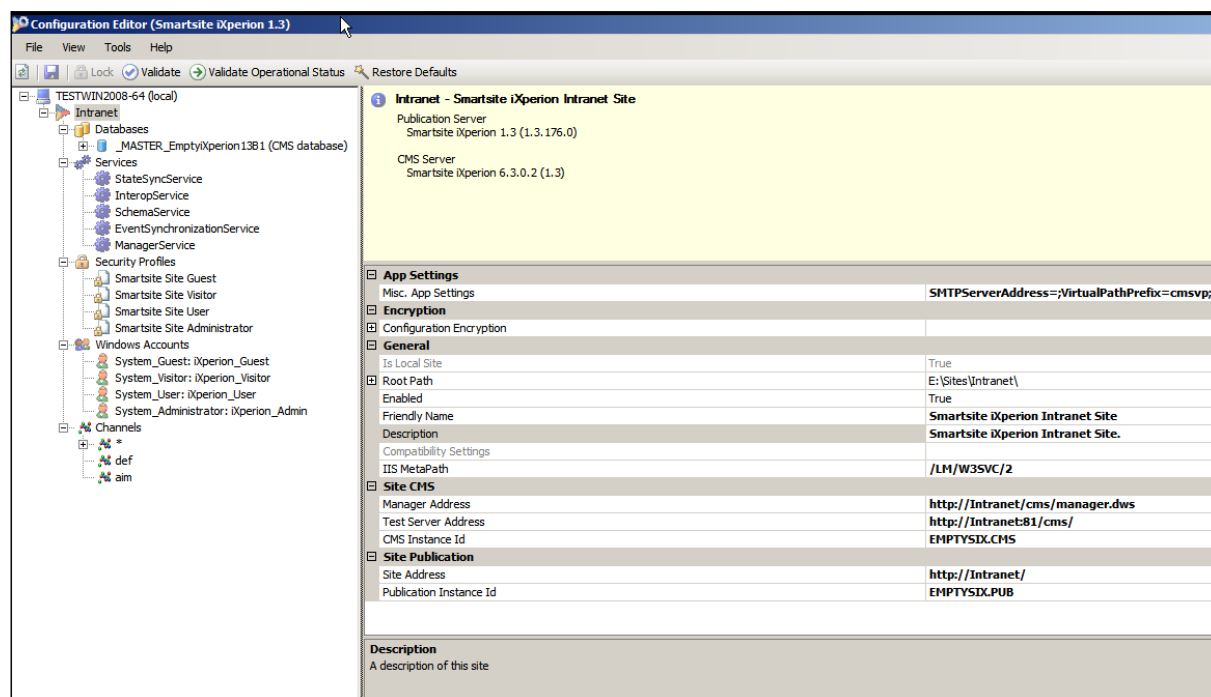 Configuration Editor (Smartsite iXperion 1.3)
File View Tools Help
Lock Validate Validate Operational Status Restore Defaults
TESTWIN2008-64 (local)
Intranet
Databases
_MASTER_EmptyiXperion13B1 (CMS database)
Services
StateSyncService
InteropService
SchemaService
EventSynchronizationService
ManagerService
Security Profiles
Smartsite Site Guest
Smartsite Site Visitor
Smartsite Site User
Smartsite Site Administrator
Windows Accounts
System_Guest: iXperion_Guest
System_Visitor: iXperion_Visitor
System_User: iXperion_User
System_Administrator: iXperion_Admin
Channels
*
def
aim
Intranet - Smartsite iXperion Intranet Site
Publication Server
Smartsite iXperion 1.3 (1.3.176.0)
CMS Server
Smartsite iXperion 6.3.0.2 (1.3)
App Settings
Misc. App Settings SMTPServerAddress=;VirtualPathPrefix=cmsvp;
Encryption
Configuration Encryption
General
Is Local Site True
Root Path E:\Sites\Intranet\
Enabled True
Friendly Name Smartsite iXperion Intranet Site
Description Smartsite iXperion Intranet Site.
Compatibility Settings
IIS MetaPath /LM/W3SVC/2
Site CMS
Manager Address http://Intranet/cms/manager.dws
Test Server Address http://Intranet:81/cms/
CMS Instance Id EMPTYSIX.CMS
Site Publication
Site Address http://Intranet/
Publication Instance Id EMPTYSIX.PUB
Description
A description of this site